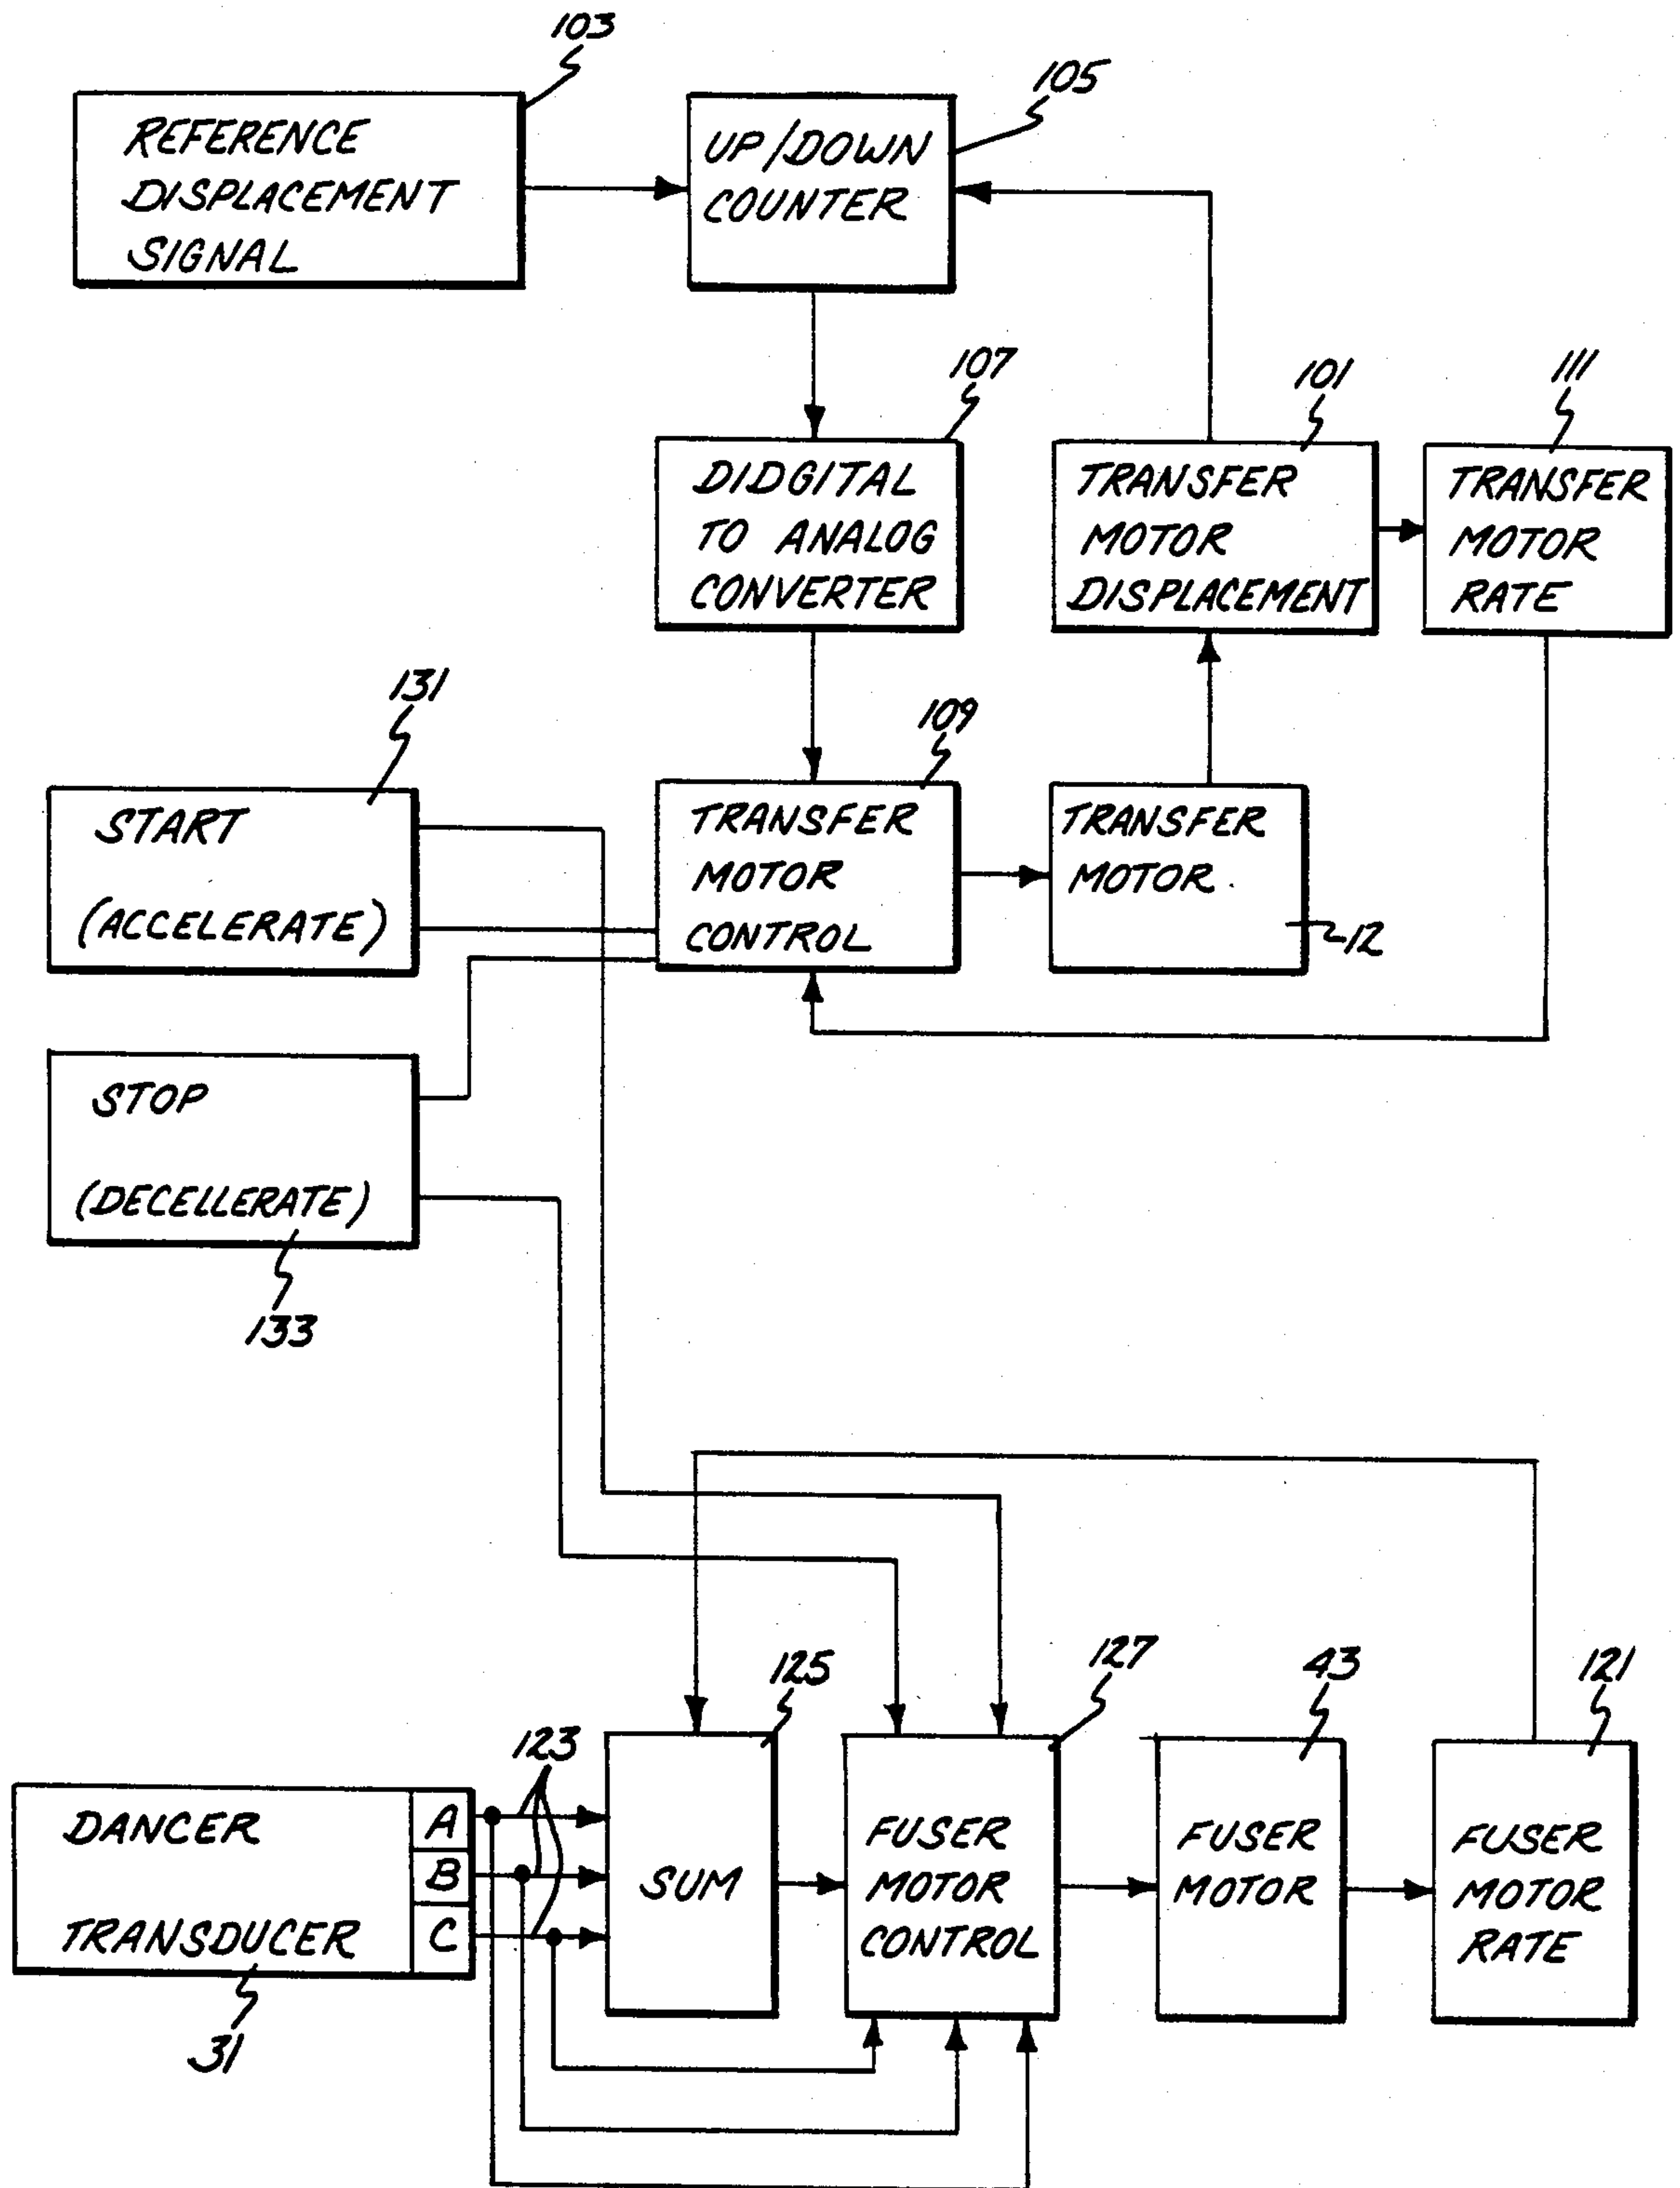 103
REFERENCE
DISPLACEMENT
SIGNAL
105
UP/DOWN
COUNTER
107
DIDGITAL
TO ANALOG
CONVERTER
101
TRANSFER
MOTOR
DISPLACEMENT
111
TRANSFER
MOTOR
RATE
131
START
(ACCELERATE)
109
TRANSFER
MOTOR
CONTROL
TRANSFER
MOTOR
12
STOP
(DECELLERATE)
133
DANCER
TRANSDUCER
A
B
C
31
123
125
SUM
127
FUSER
MOTOR
CONTROL
43
FUSER
MOTOR
121
FUSER
MOTOR
RATE